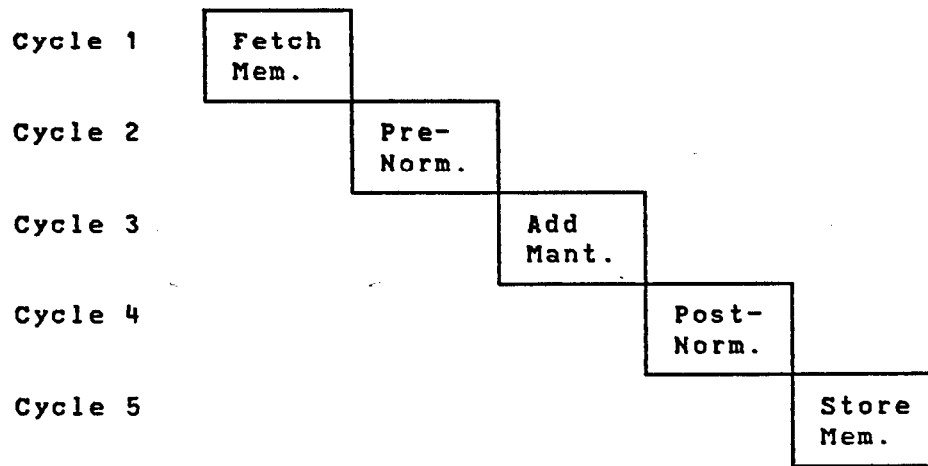 Cycle 1
Fetch
Mem.
Cycle 2
Pre-
Norm.
Cycle 3
Add
Mant.
Cycle 4
Post-
Norm.
Cycle 5
Store
Mem.